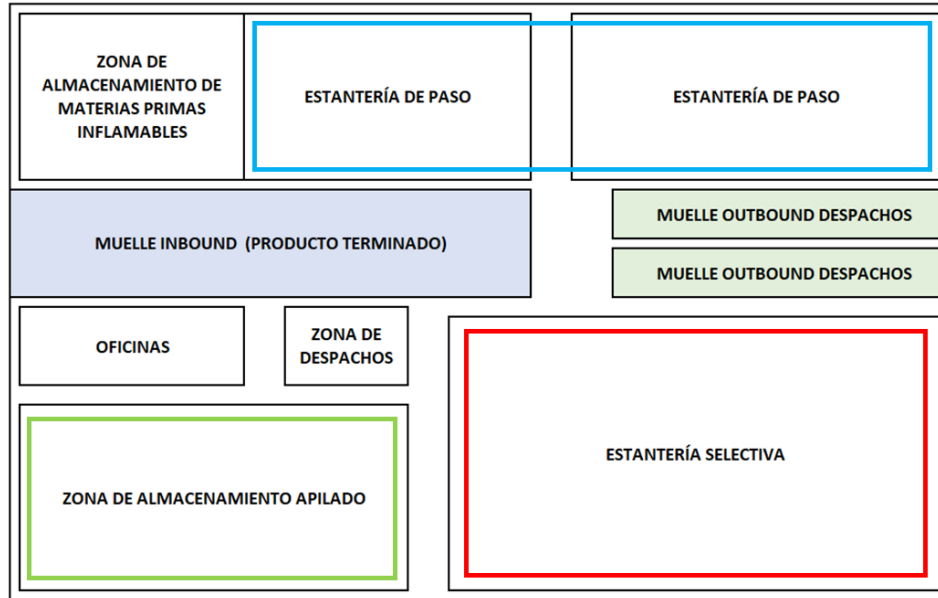 ZONA DE
ALMACENAMIENTO DE
MATERIAS PRIMAS
INFLAMABLES
ESTANTERÍA DE PASO
ESTANTERÍA DE PASO
MUELLE INBOUND (PRODUCTO TERMINADO)
MUELLE OUTBOUND DESPACHOS
MUELLE OUTBOUND DESPACHOS
OFICINAS
ZONA DE
DESPACHOS
ZONA DE ALMACENAMIENTO APILADO
ESTANTERÍA SELECTIVA